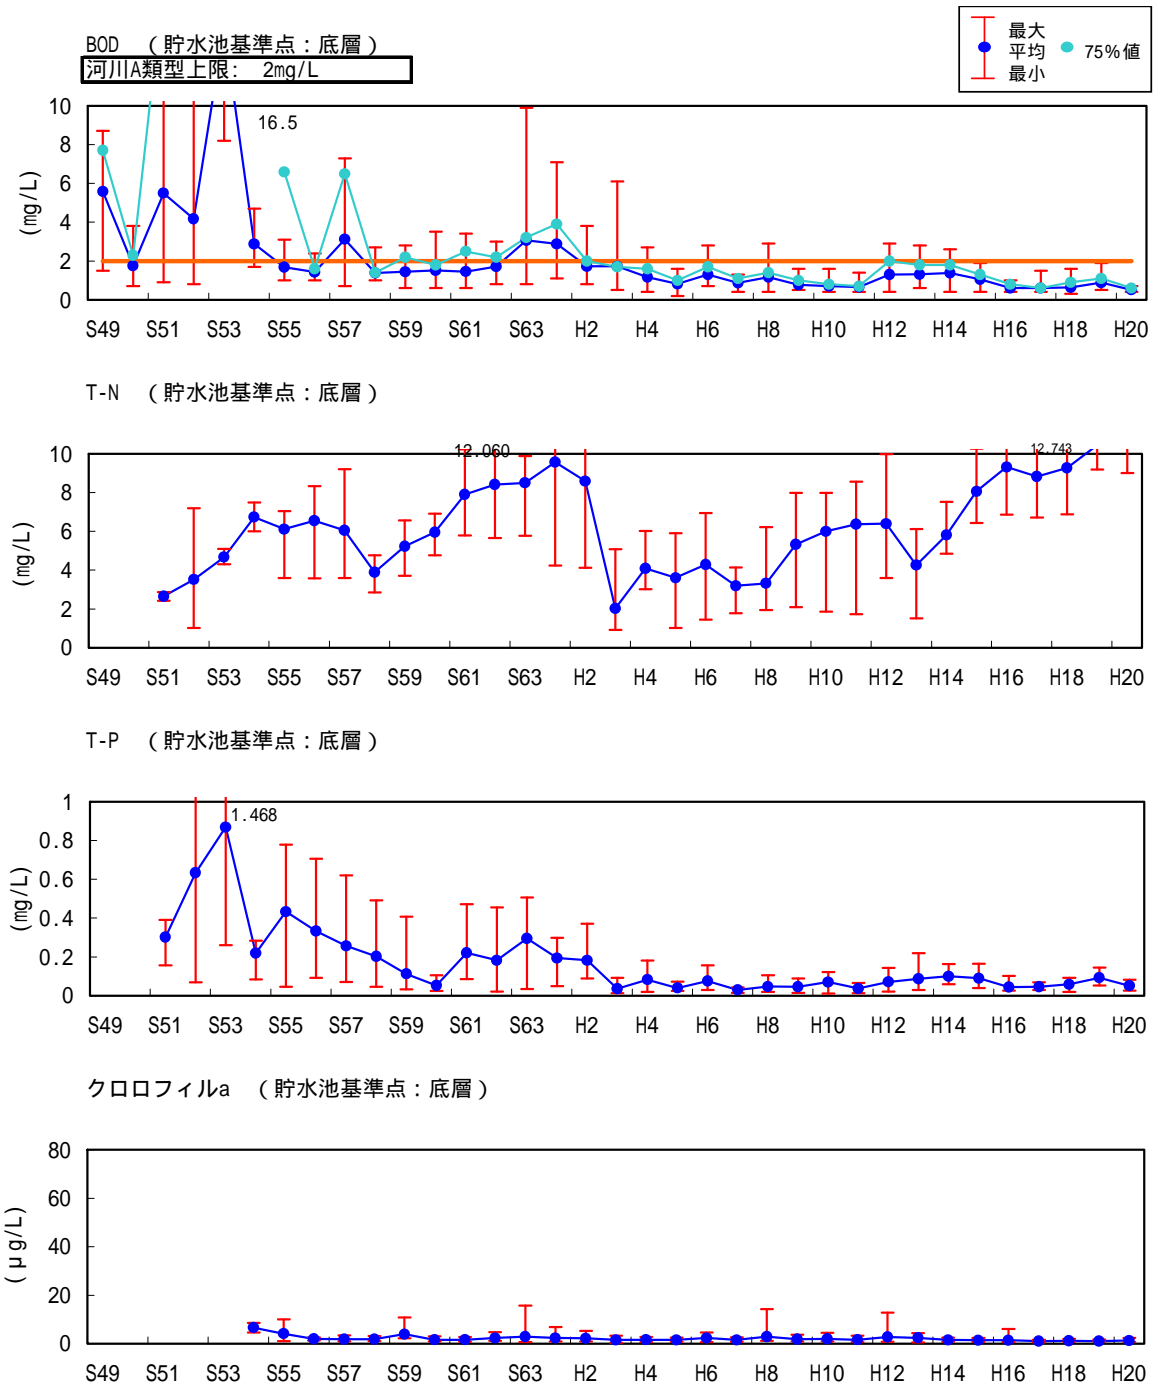 最大
平均
最小
75%値
BOD （貯水池基準点：底層）
河川A類型上限： 2mg/L
10
8
6
4
2
0
(mg/L)
16.5
S49 S51 S53 S55 S57 S59 S61 S63 H2 H4 H6 H8 H10 H12 H14 H16 H18 H20
T-N （貯水池基準点：底層）
10
8
6
4
2
0
(mg/L)
12.060
12.743
S49 S51 S53 S55 S57 S59 S61 S63 H2 H4 H6 H8 H10 H12 H14 H16 H18 H20
T-P （貯水池基準点：底層）
1
0.8
0.6
0.4
0.2
0
(mg/L)
1.468
S49 S51 S53 S55 S57 S59 S61 S63 H2 H4 H6 H8 H10 H12 H14 H16 H18 H20
クロロフィルa （貯水池基準点：底層）
80
60
40
20
0
(μg/L)
S49 S51 S53 S55 S57 S59 S61 S63 H2 H4 H6 H8 H10 H12 H14 H16 H18 H20